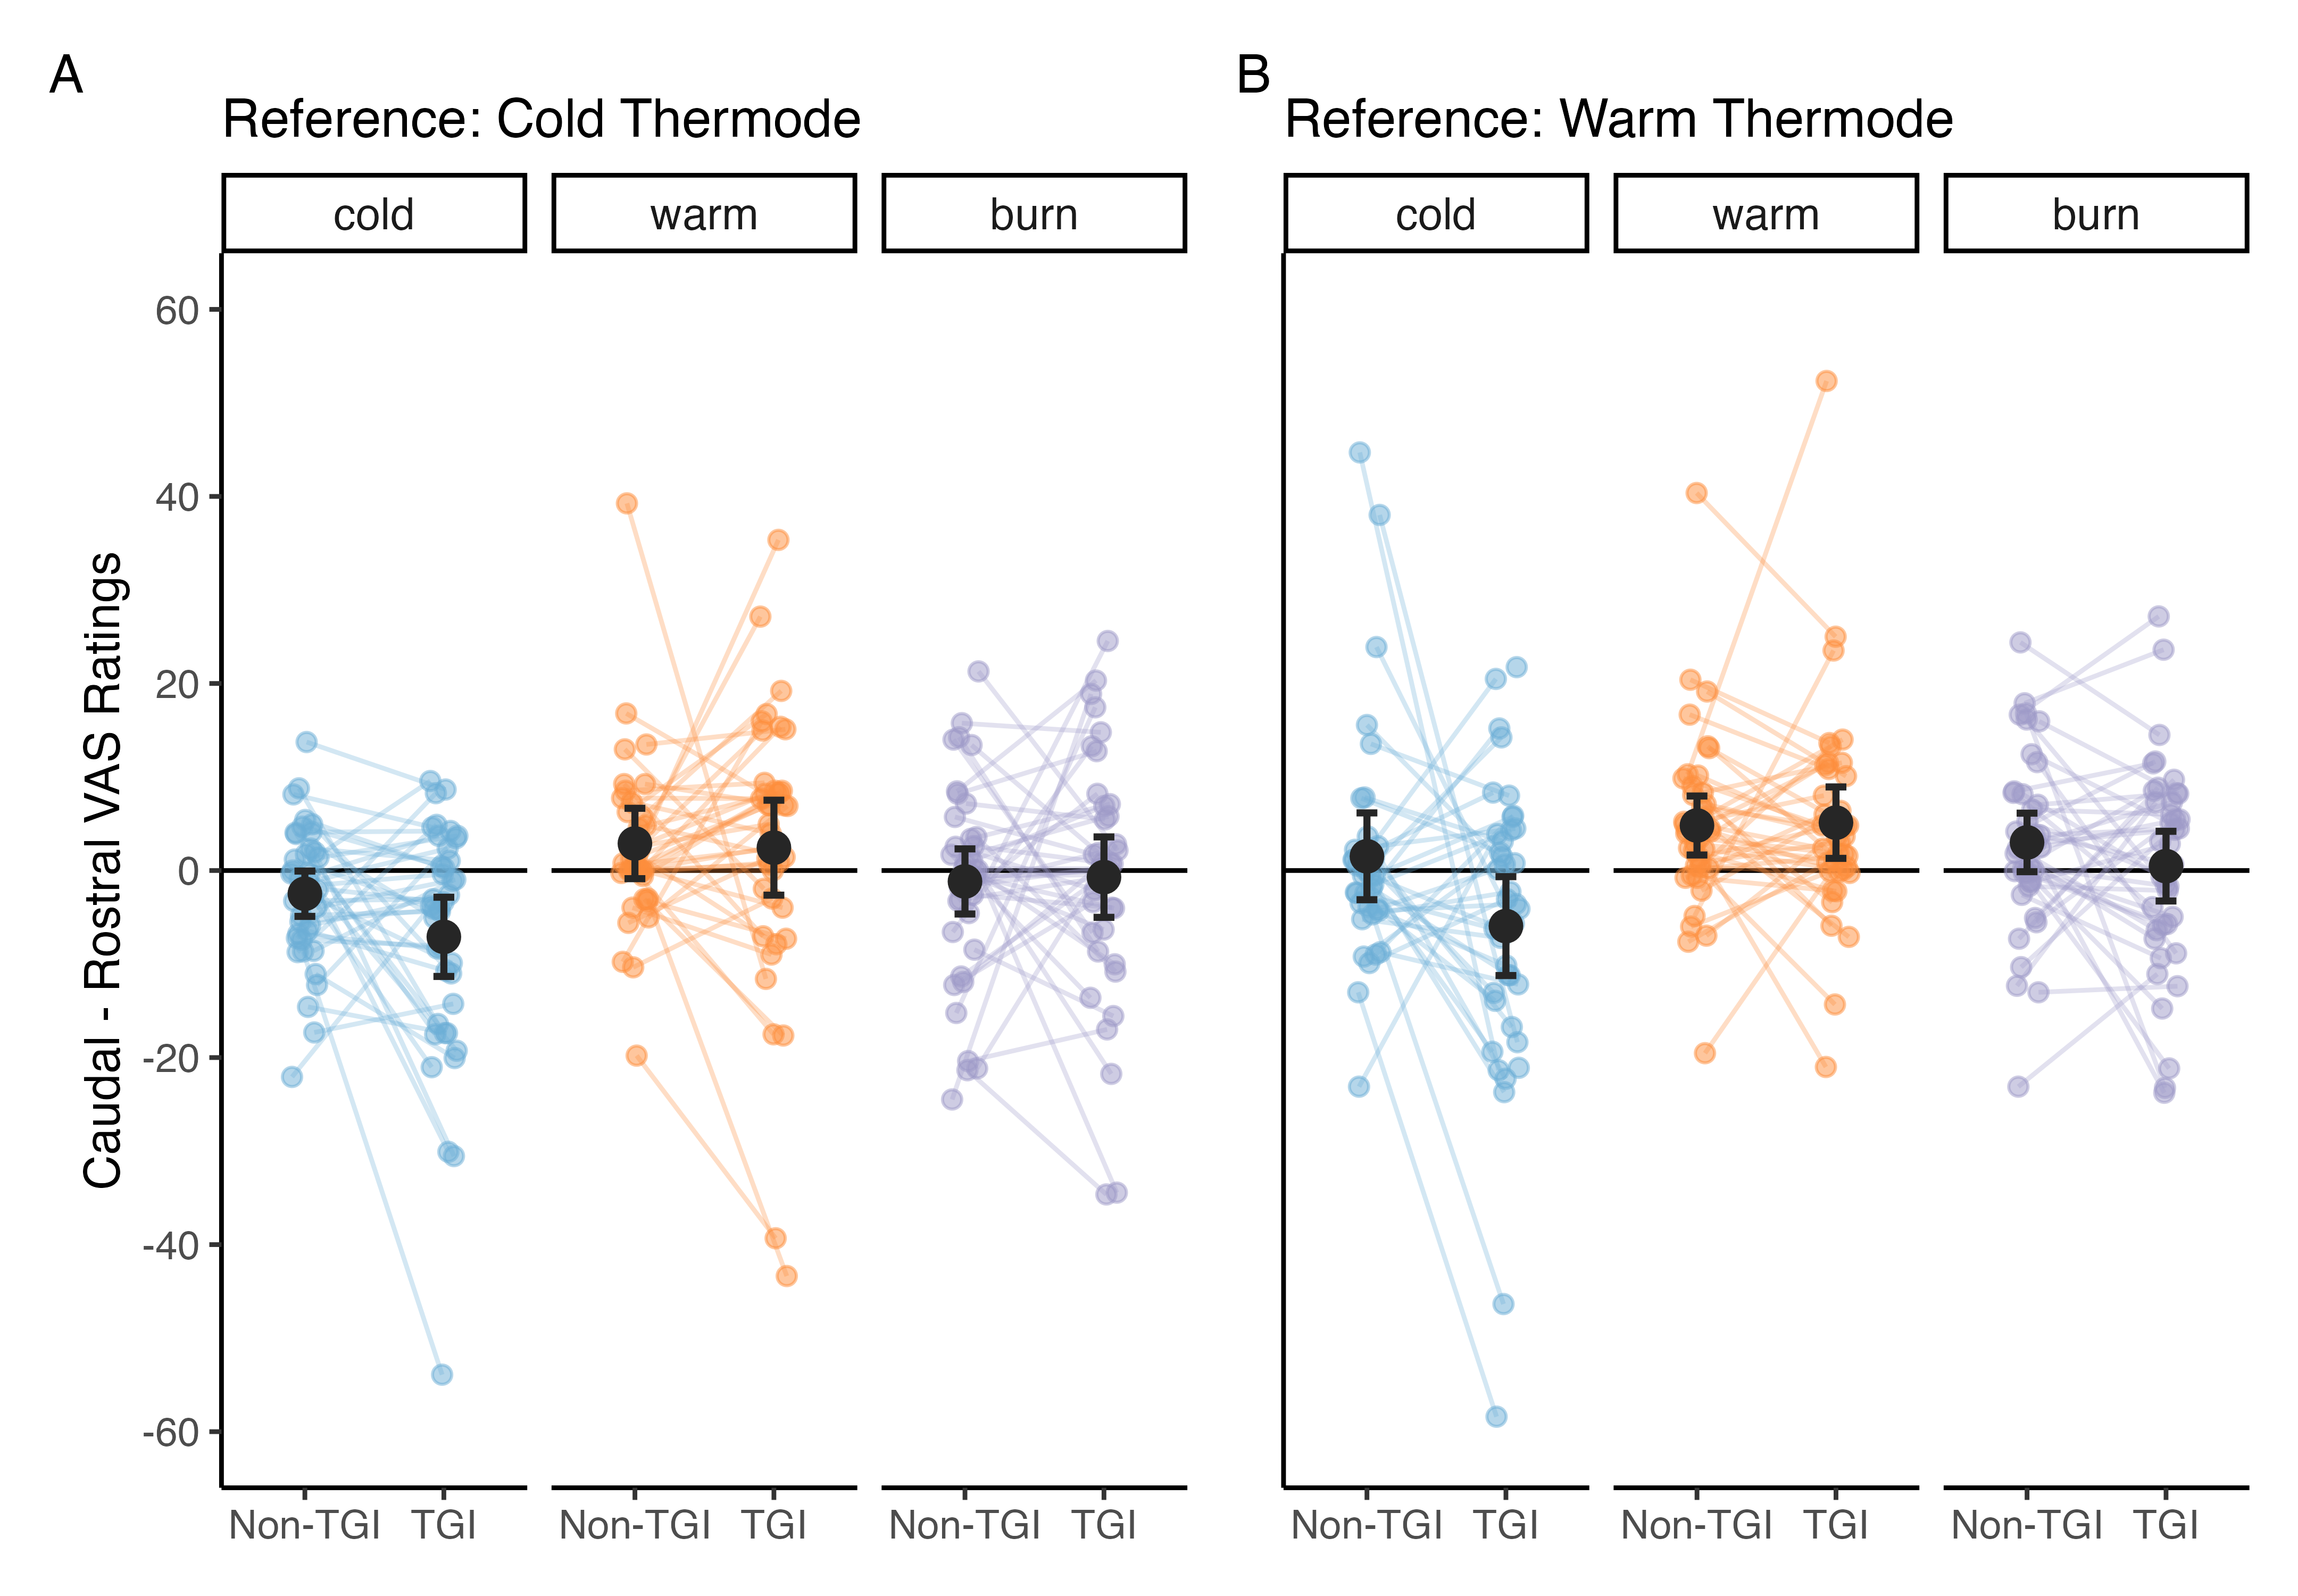 A
Reference: Cold Thermode
cold warm burn
Caudal - Rostral VAS Ratings
60
40
20
0
-20
-40
-60
Non-TGI TGI Non-TGI TGI Non-TGI TGI
B
Reference: Warm Thermode
cold warm burn
Non-TGI TGI Non-TGI TGI Non-TGI TGI